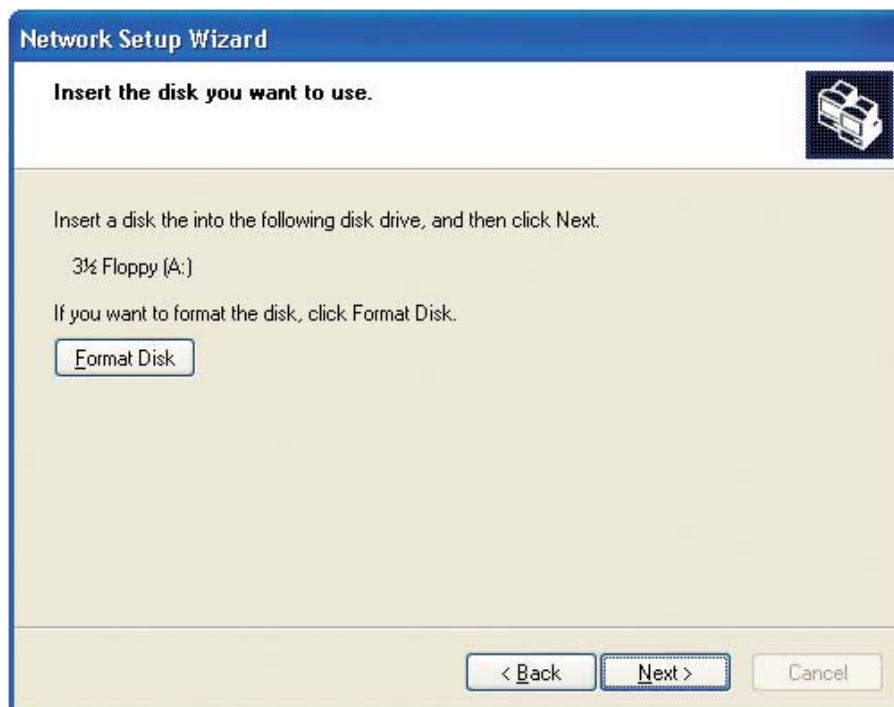 Network Setup Wizard
Insert the disk you want to use.
Insert a disk the into the following disk drive, and then click Next.
3½ Floppy (A:)
If you want to format the disk, click Format Disk.
Format Disk
< Back Next > Cancel